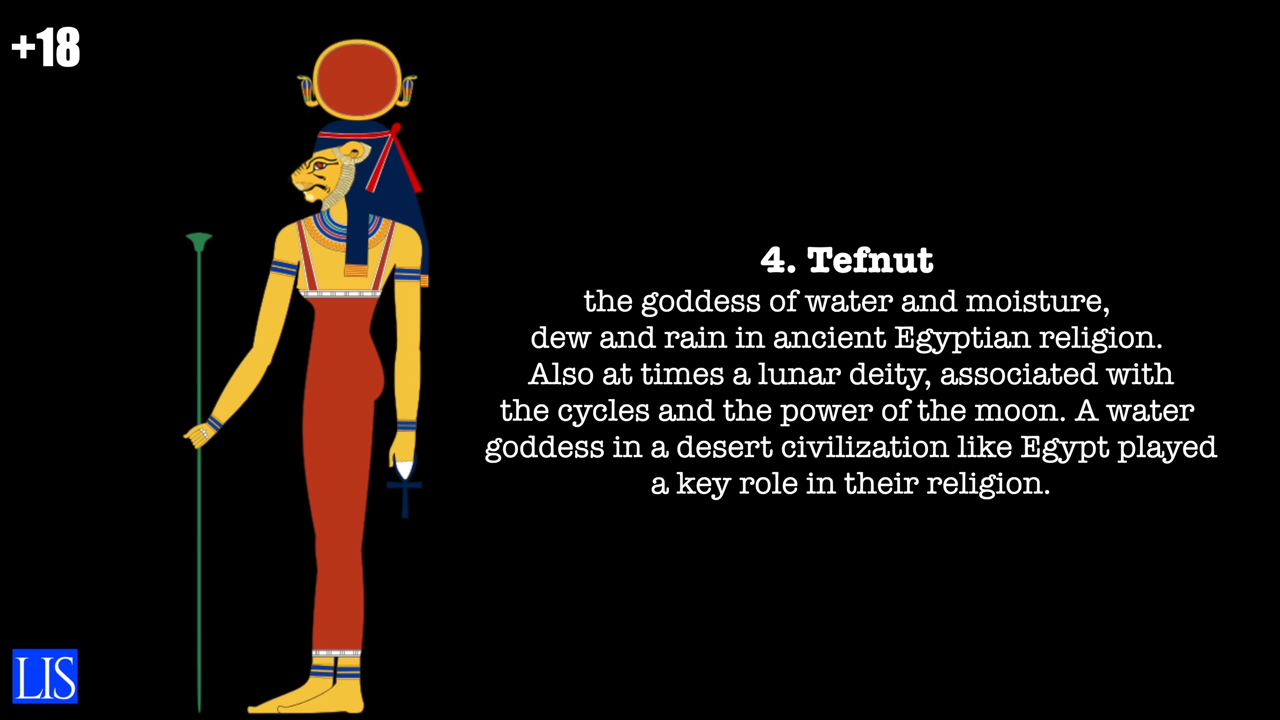 +18
4. Tefnut
the goddess of water and moisture,
dew and rain in ancient Egyptian religion.
Also at times a lunar deity, associated with
the cycles and the power of the moon. A water
goddess in a desert civilization like Egypt played
a key role in their religion.
LIS